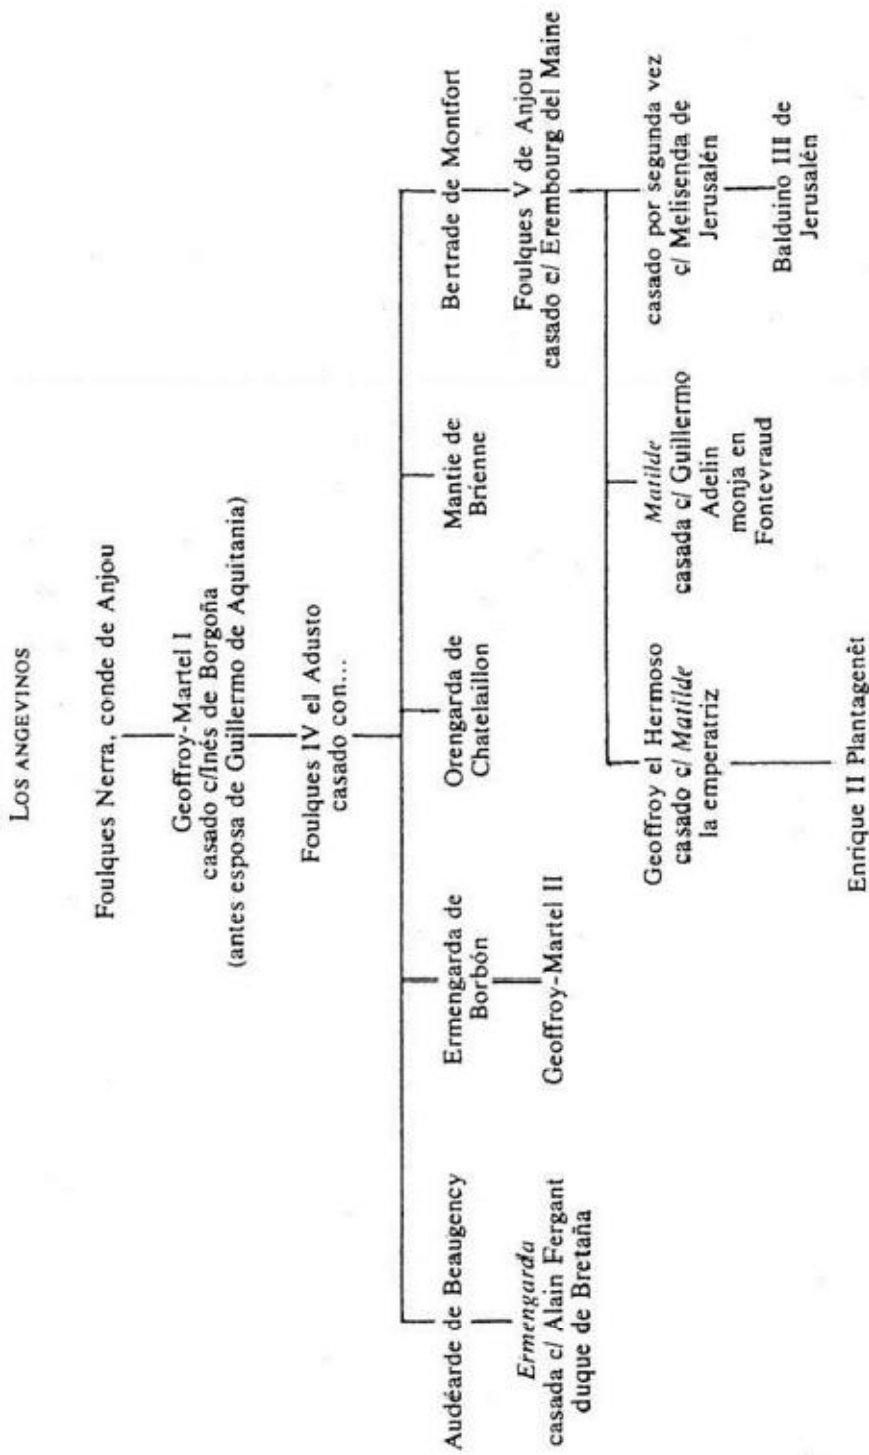 LOS ANGEVINOS
Foulques Nerra, conde de Anjou
Geoffroy-Martel I
casado c/Inés de Borgoña
(antes esposa de Guillermo de Aquitania)
Foulques IV el Adusto
casado con...
Audéarde de Beaugency
Ermengarda
casada c/ Alain Fergant
duque de Bretaña
Ermengarda de
Borbón
Geoffroy-Martel II
Orengarda de
Chatelaillon
Mantie de
Brienne
Bertrade de Montfort
Foulques V de Anjou
casado c/ Erembourg del Maine
Geoffroy el Hermoso
casado c/ Matilde
la emperatriz
Enrique II Plantagenêt
Matilde
casada c/ Guillermo
Adelin
monja en
Fontevraud
casado por segunda vez
c/ Melisenda de
Jerusalén
Balduino III de
Jerusalén